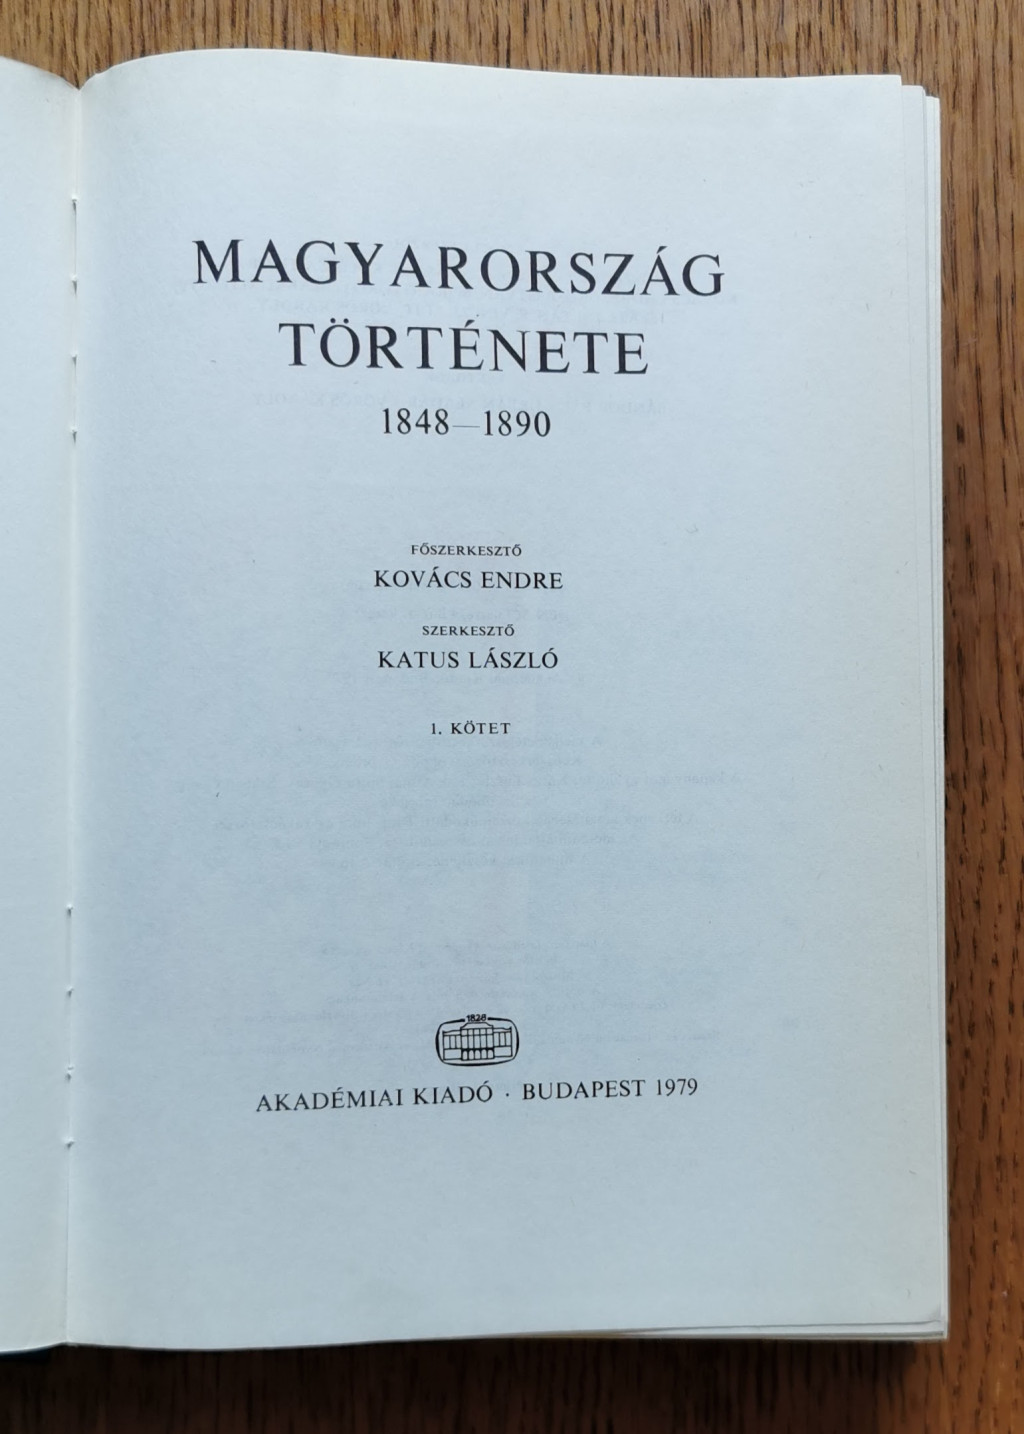 MAGYARORSZÁG
TÖRTÉNETE
1848—1890
FŐSZERKESZTŐ
KOVÁCS ENDRE
SZERKESZTŐ
KATUS LÁSZLÓ
1. KÖTET
1828
AKADÉMIAI KIADÓ · BUDAPEST 1979